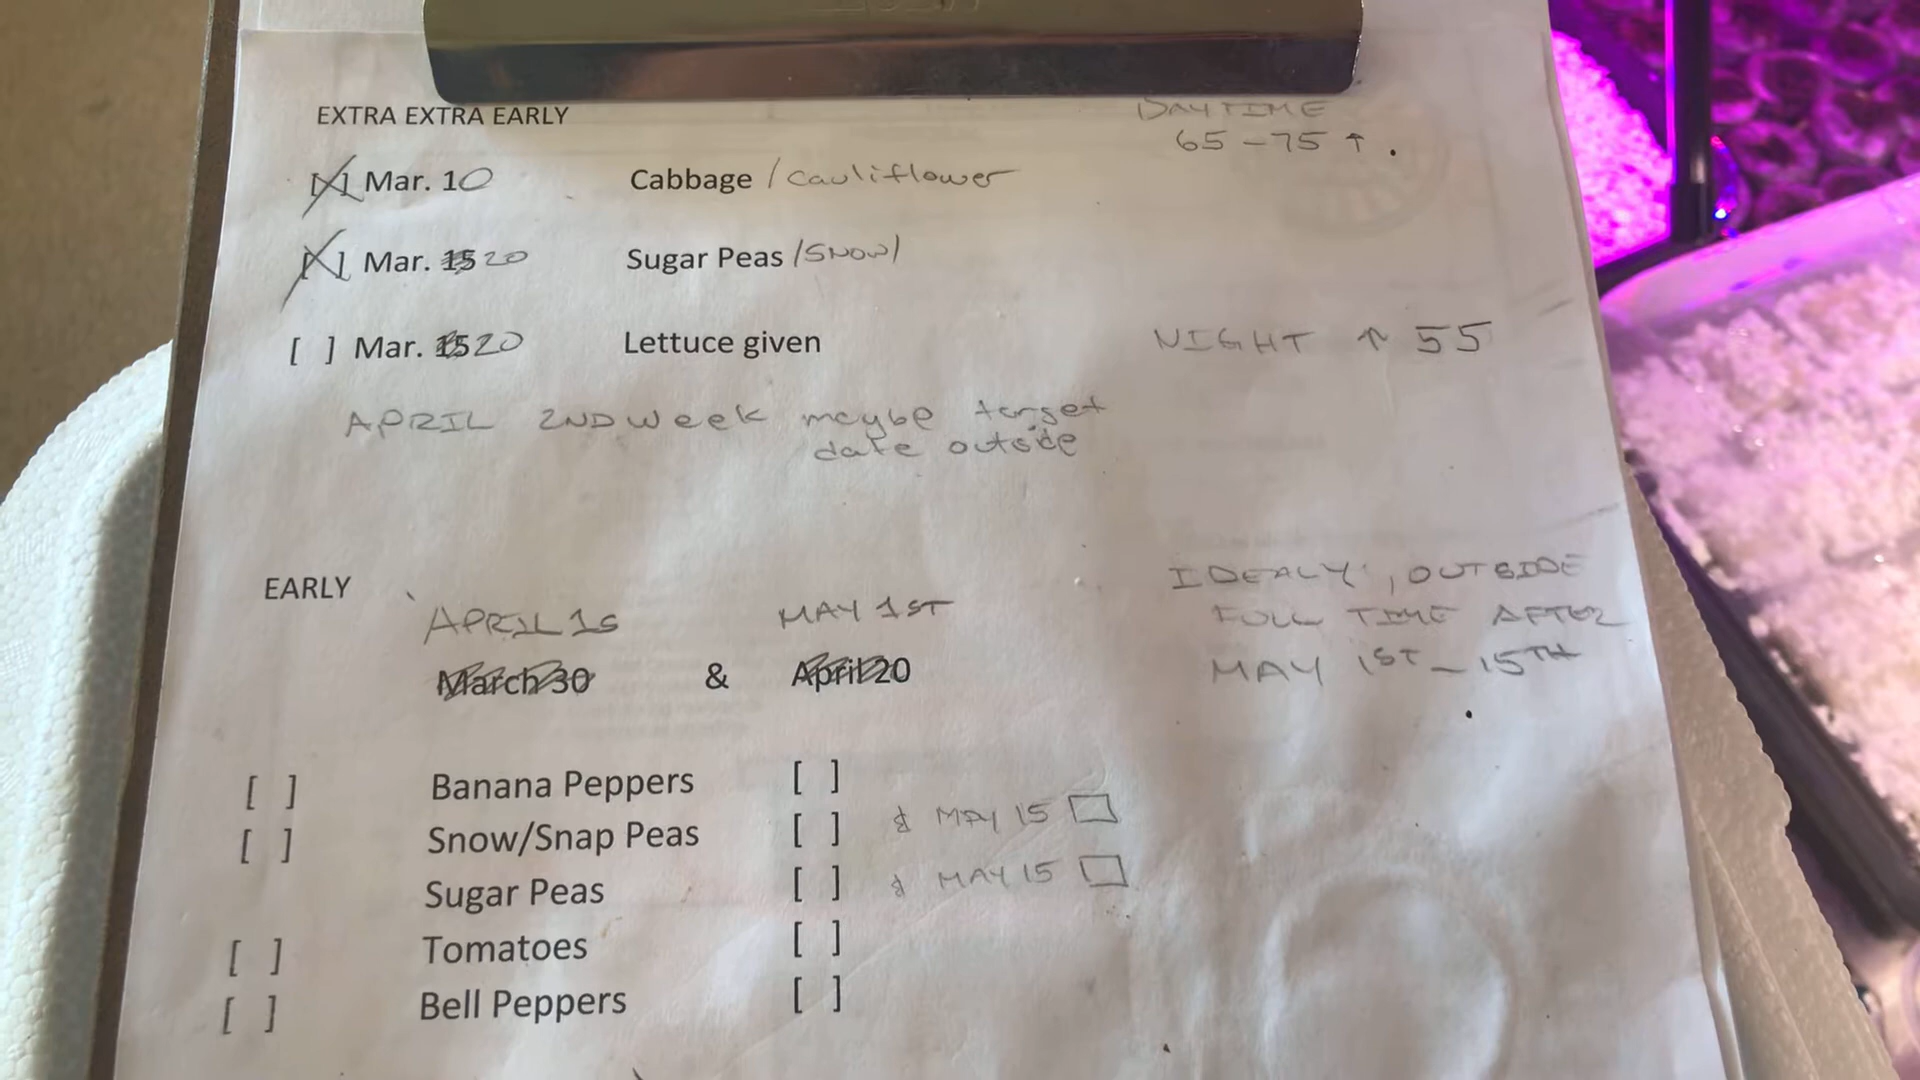 EXTRA EXTRA EARLY
DAYTIME
65 - 75 ↑.
[X] Mar. 10 Cabbage / cauliflower
[X] Mar. 15 20 Sugar Peas / SNOW /
[ ] Mar. 15 20 Lettuce given
NIGHT ↑ 55
APRIL 2ND Week maybe target
date outside
EARLY
IDEALY, OUTSIDE
FULL TIME AFTER
MAY 1ST - 15TH
APRIL 1S MAY 1ST
March 30 & April 20
[ ] Banana Peppers [ ]
[ ] Snow/Snap Peas [ ] & MAY 15 □
Sugar Peas [ ] & MAY 15 □
[ ] Tomatoes [ ]
[ ] Bell Peppers [ ]